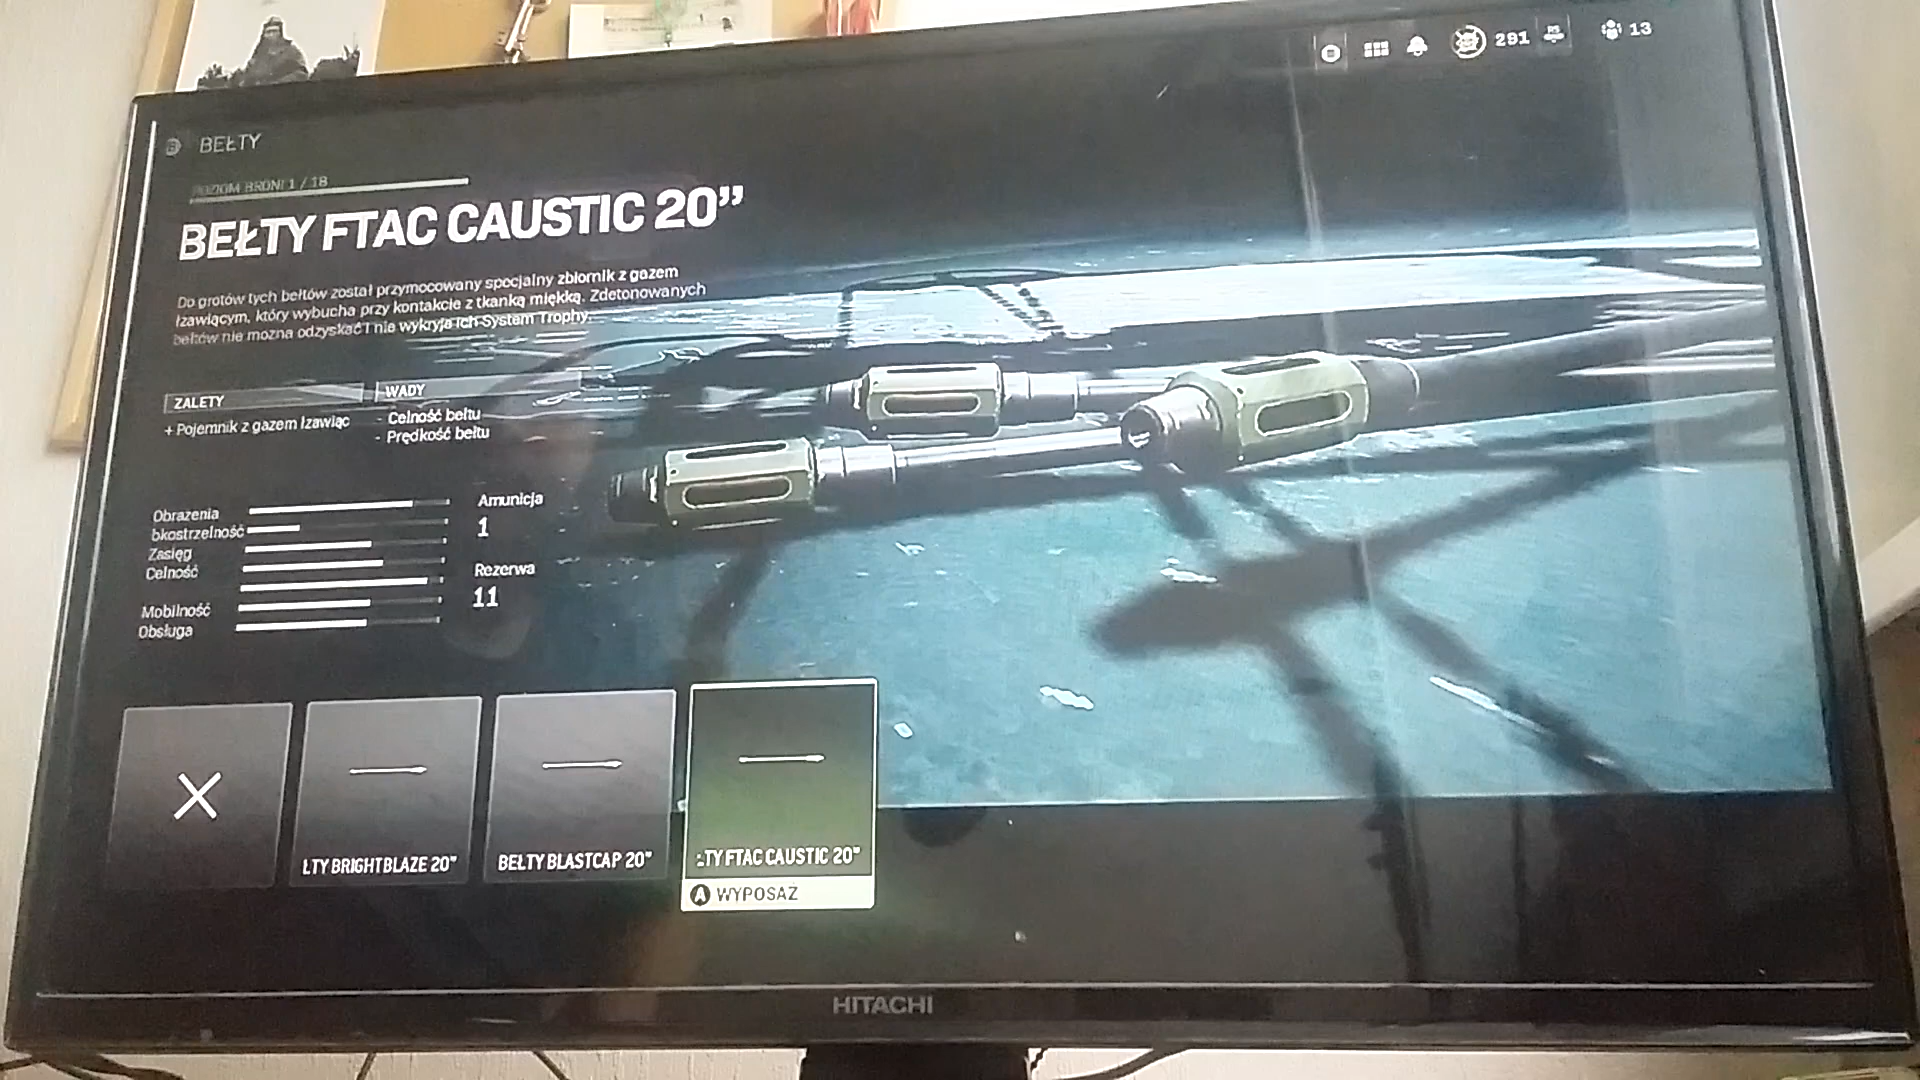 291
13
BEŁTY
POZIOM BRONI 1 / 18
BEŁTY FTAC CAUSTIC 20”
Do grotów tych bełtów został przymocowany specjalny zbiornik z gazem
łzawiącym, który wybucha przy kontakcie z tkanką miękką. Zdetonowanych
bełtów nie można odzyskać i nie wykryje ich System Trophy.
ZALETY
WADY
+ Pojemnik z gazem łzawiąc
- Celność bełtu
- Prędkość bełtu
Obrażenia
bkostrzelność
Zasięg
Celność
Mobilność
Obsługa
Amunicja
1
Rezerwa
11
ŁTY BRIGHTBLAZE 20”
BEŁTY BLASTCAP 20”
ŁTY FTAC CAUSTIC 20”
A WYPOSAŻ
HITACHI